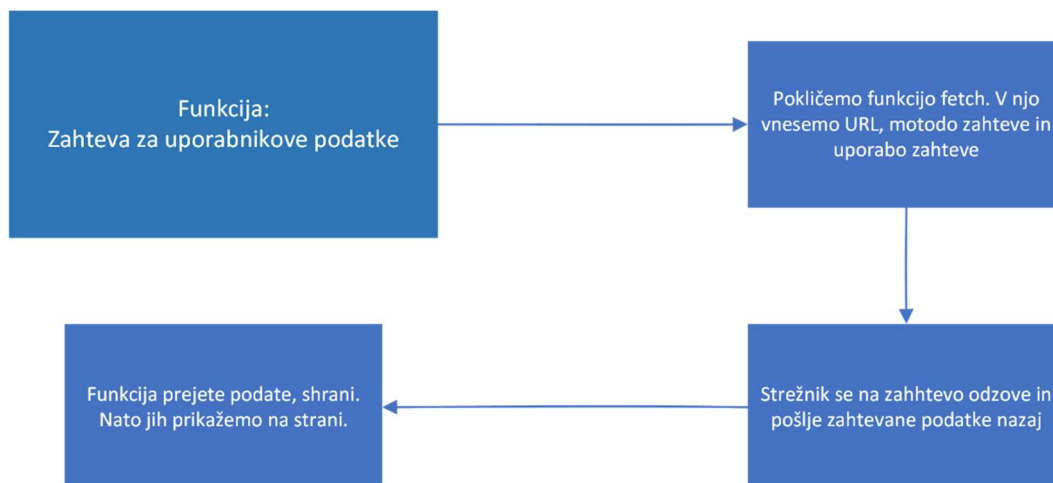 Funkcija:
Zahteva za uporabnikove podatke
Pokličemo funkcijo fetch. V njo
vnesemo URL, motodo zahteve in
uporabo zahteve
Strežnik se na zahhtevo odzove in
pošlje zahtevane podatke nazaj
Funkcija prejete podate, shrani.
Nato jih prikažemo na strani.